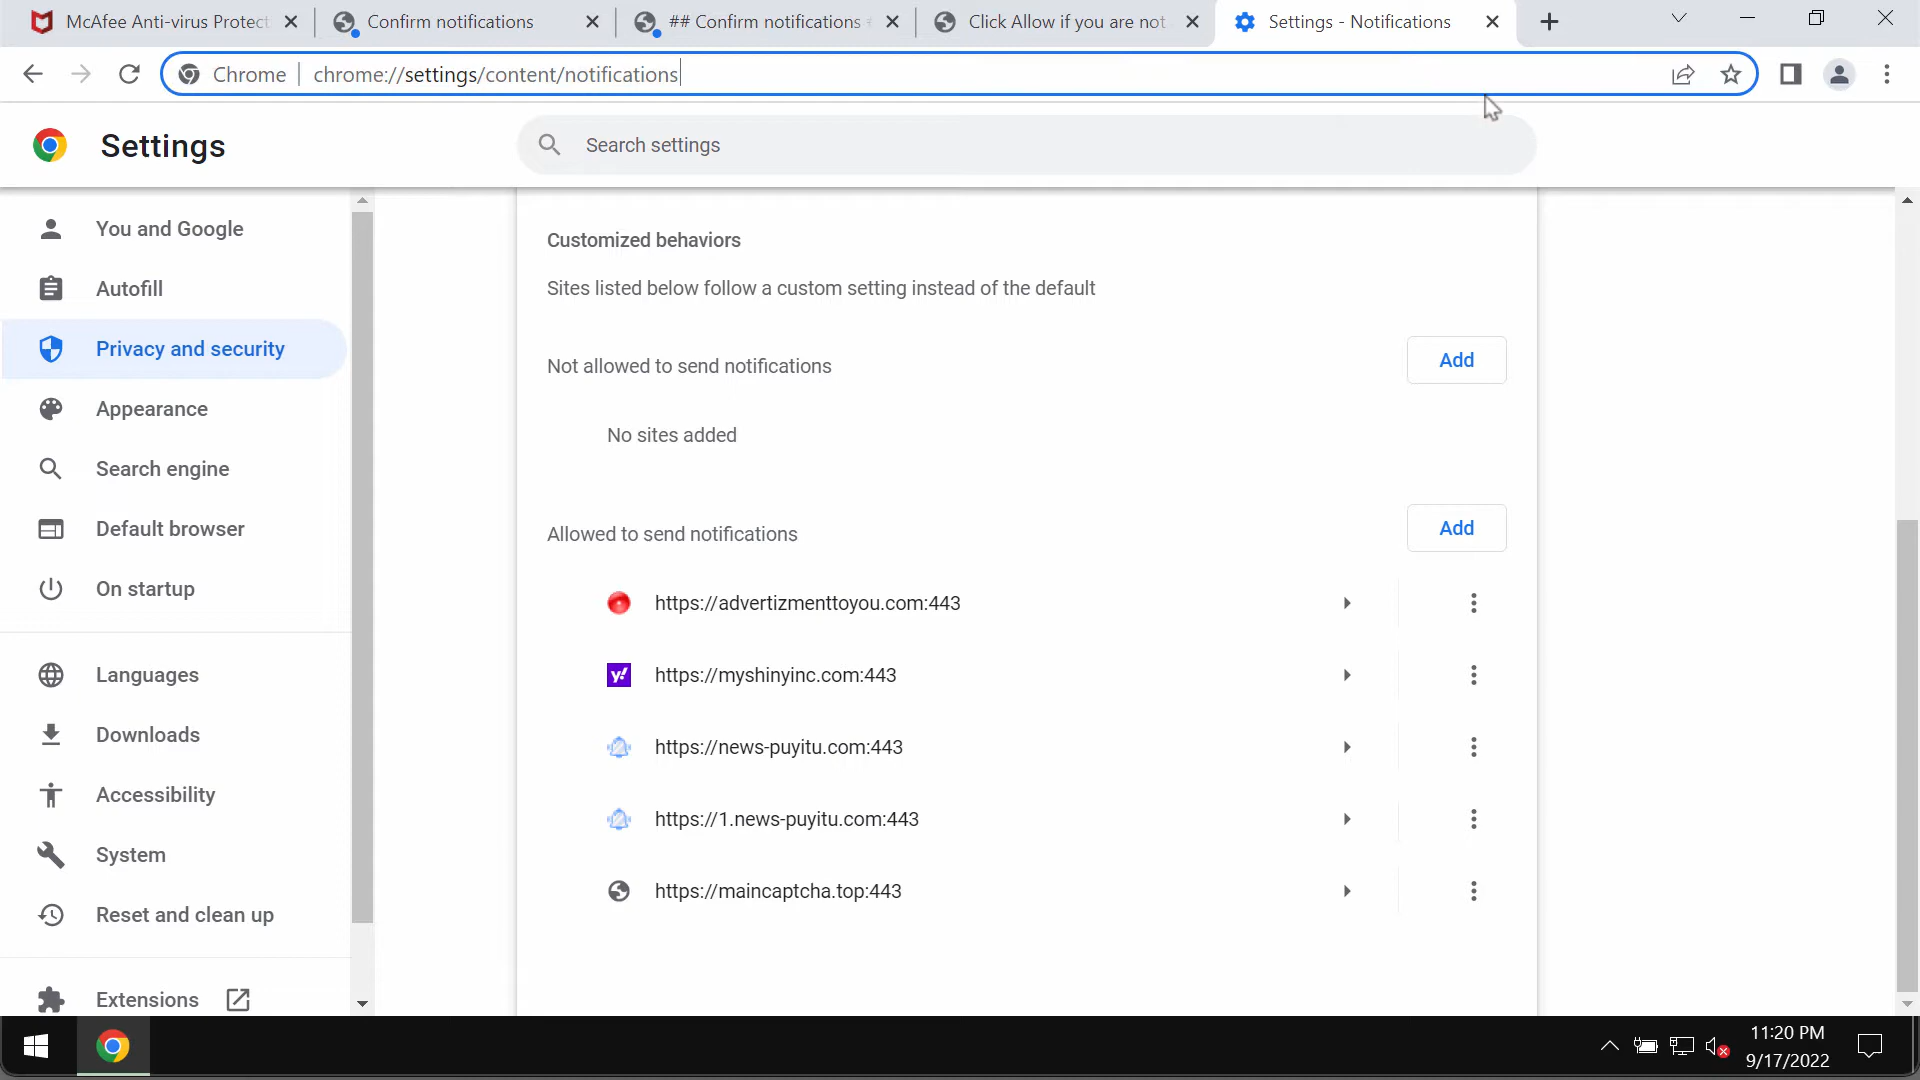 McAfee Anti-virus Protect
Confirm notifications
## Confirm notifications
Click Allow if you are not
Settings - Notifications
Chrome
chrome://settings/content/notifications
Settings
Search settings
You and Google
Autofill
Privacy and security
Appearance
Search engine
Default browser
On startup
Languages
Downloads
Accessibility
System
Reset and clean up
Extensions
Customized behaviors
Sites listed below follow a custom setting instead of the default
Not allowed to send notifications
Add
No sites added
Allowed to send notifications
Add
https://advertizmenttoyou.com:443
https://myshinyinc.com:443
https://news-puyitu.com:443
https://1.news-puyitu.com:443
https://maincaptcha.top:443
11:20 PM
9/17/2022